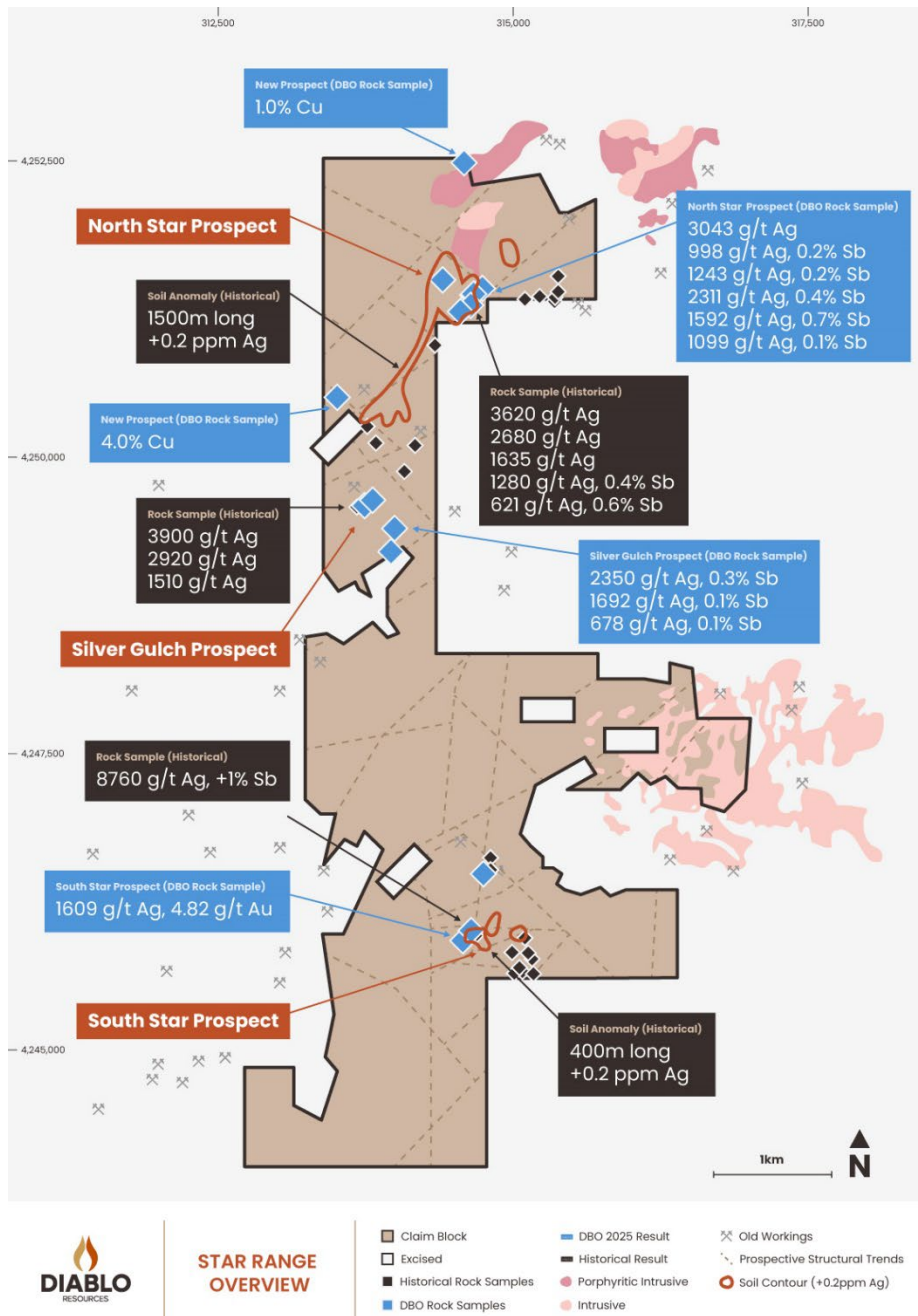 312,500
315,000
317,500
New Prospect (DBO Rock Sample)
1.0% Cu
4,252,500
North Star Prospect (DBO Rock Sample)
3043 g/t Ag
998 g/t Ag, 0.2% Sb
1243 g/t Ag, 0.2% Sb
2311 g/t Ag, 0.4% Sb
1592 g/t Ag, 0.7% Sb
1099 g/t Ag, 0.1% Sb
North Star Prospect
Soil Anomaly (Historical)
1500m long
+0.2 ppm Ag
New Prospect (DBO Rock Sample)
4.0% Cu
Rock Sample (Historical)
3620 g/t Ag
2680 g/t Ag
1635 g/t Ag
1280 g/t Ag, 0.4% Sb
621 g/t Ag, 0.6% Sb
4,250,000
Rock Sample (Historical)
3900 g/t Ag
2920 g/t Ag
1510 g/t Ag
Silver Gulch Prospect (DBO Rock Sample)
2350 g/t Ag, 0.3% Sb
1692 g/t Ag, 0.1% Sb
678 g/t Ag, 0.1% Sb
Silver Gulch Prospect
4,247,500
Rock Sample (Historical)
8760 g/t Ag, +1% Sb
South Star Prospect (DBO Rock Sample)
1609 g/t Ag, 4.82 g/t Au
South Star Prospect
Soil Anomaly (Historical)
400m long
+0.2 ppm Ag
4,245,000
1km
N
DIABLO
RESOURCES
STAR RANGE
OVERVIEW
Claim Block
Excised
Historical Rock Samples
DBO Rock Samples
DBO 2025 Result
Historical Result
Porphyritic Intrusive
Intrusive
Old Workings
Prospective Structural Trends
Soil Contour (+0.2ppm Ag)